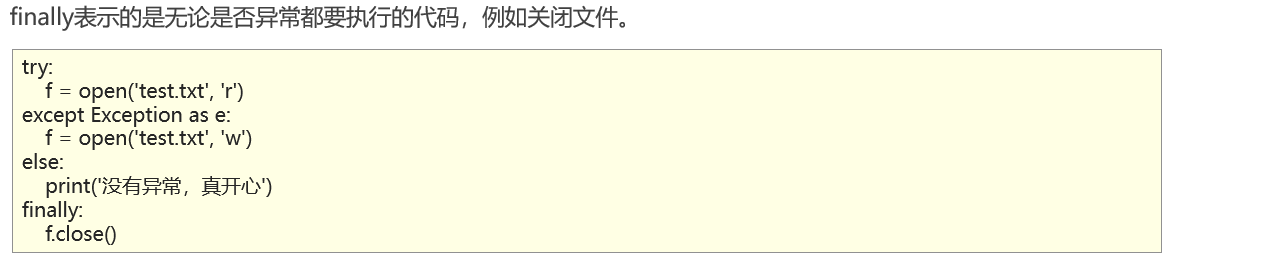 finally表示的是无论是否异常都要执行的代码，例如关闭文件。
try:
    f = open('test.txt', 'r')
except Exception as e:
    f = open('test.txt', 'w')
else:
    print('没有异常，真开心')
finally:
    f.close()